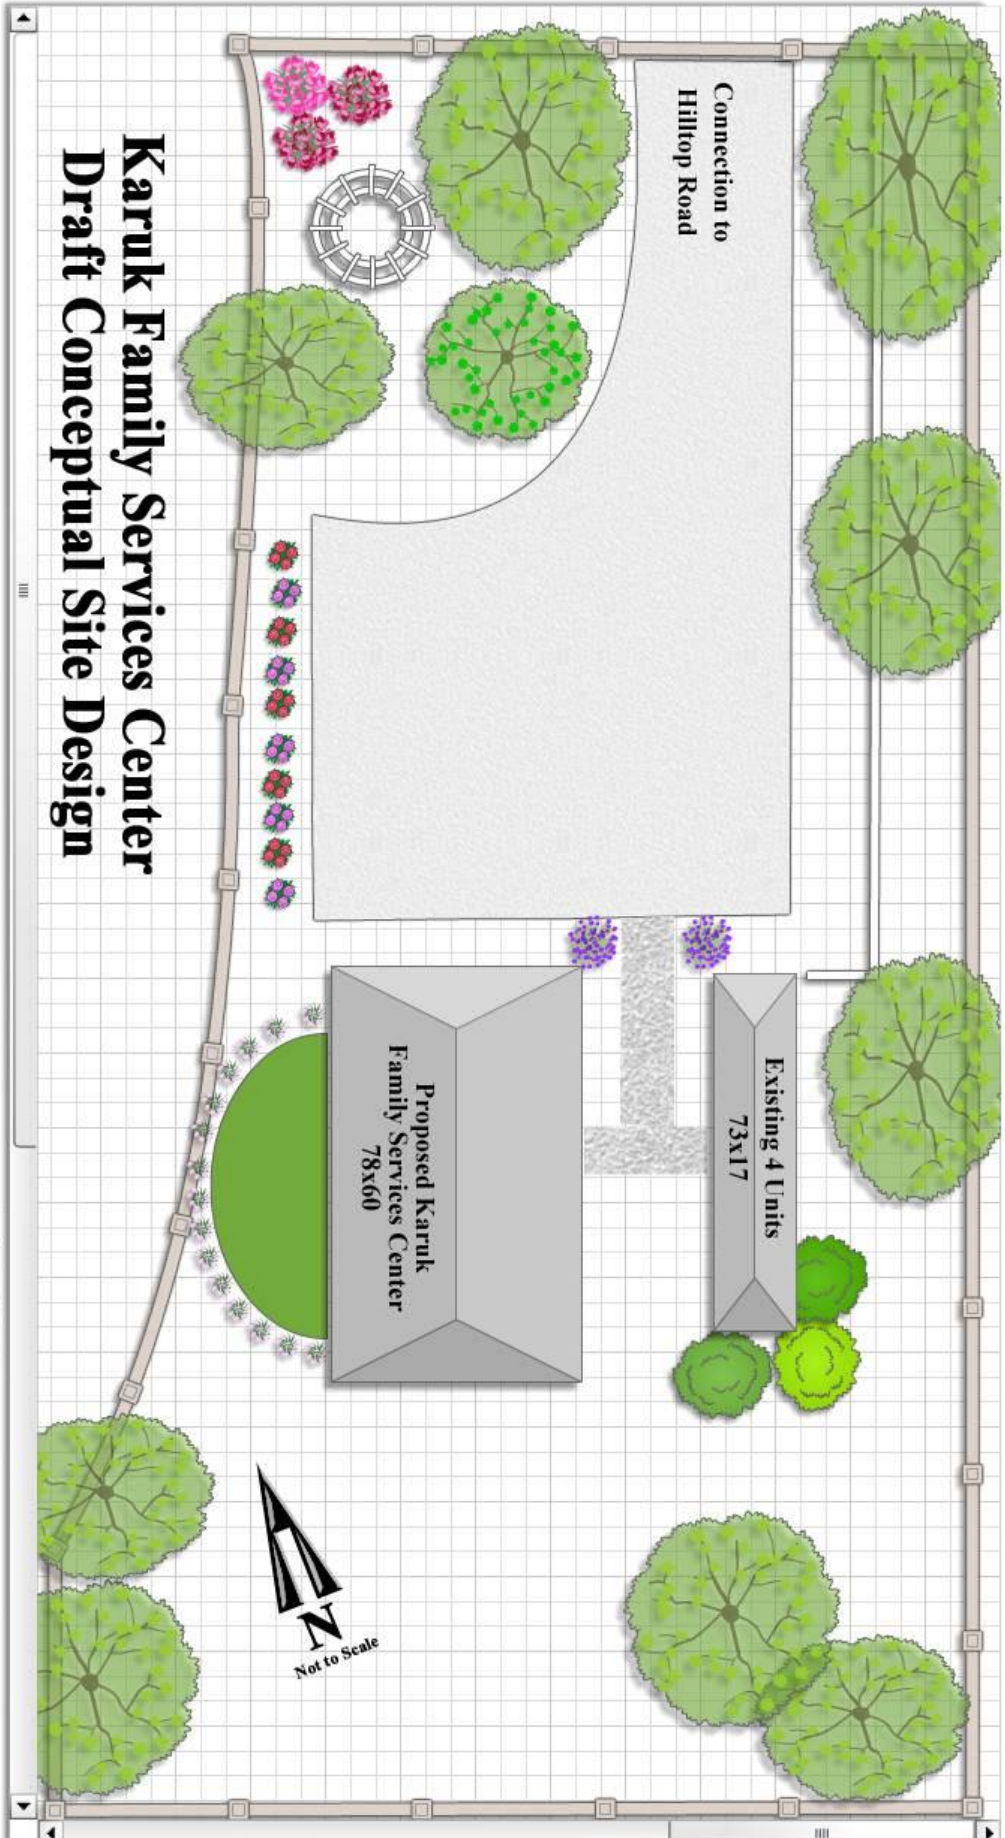 Connection to
Hilltop Road
Existing 4 Units
73x17
Proposed Karuk
Family Services Center
78x60
N
Not to Scale
Karuk Family Services Center
Draft Conceptual Site Design